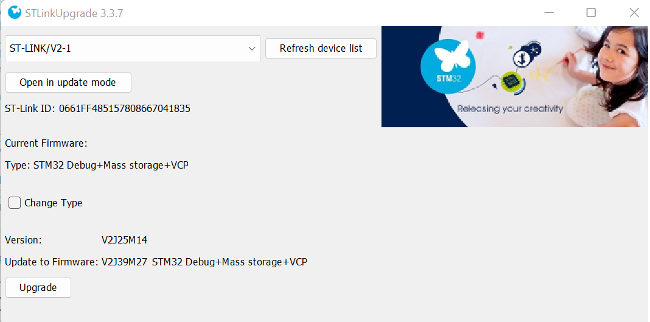 STLinkUpgrade 3.3.7
ST-LINK/V2-1
Refresh device list
Open in update mode
ST-Link ID: 0661FF485157808667041835
Current Firmware:
Type: STM32 Debug+Mass storage+VCP
Change Type
Version: V2J25M14
Update to Firmware: V2J39M27 STM32 Debug+Mass storage+VCP
Upgrade
STM32
Releasing your creativity